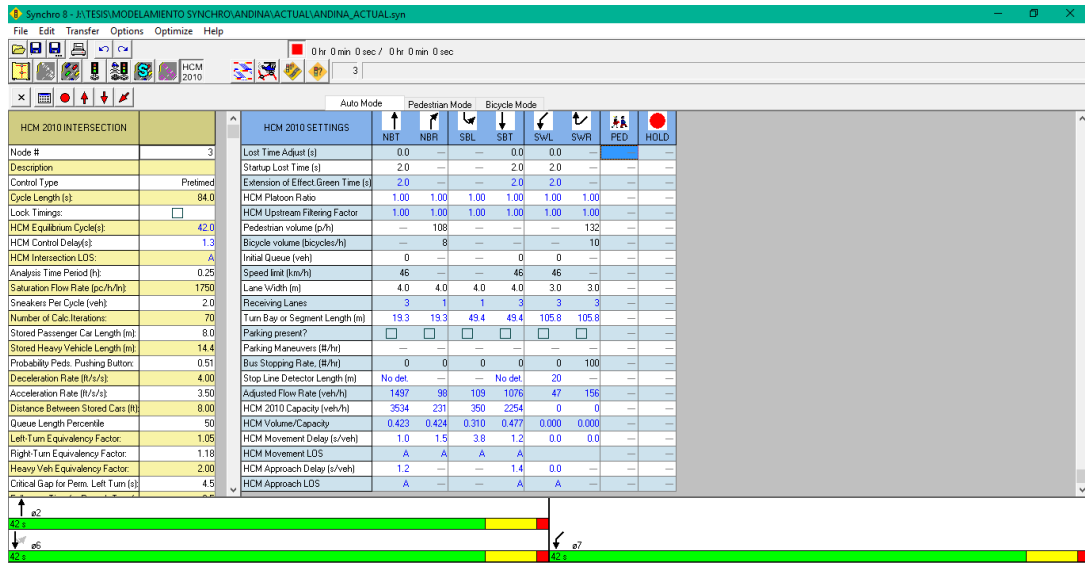 Synchro 8 - J:\TESIS\MODELAMIENTO SYNCHRO\ANDINA\ACTUAL\ANDINA_ACTUAL.syn
File Edit Transfer Options Optimize Help
0 hr 0 min 0 sec / 0 hr 0 min 0 sec
HCM 2010
3
Auto Mode Pedestrian Mode Bicycle Mode
HCM 2010 INTERSECTION
Node # 3
Description
Control Type Pretimed
Cycle Length (s): 84.0
Lock Timings:
HCM Equilibrium Cycle(s): 42.0
HCM Control Delay(s): 1.3
HCM Intersection LOS: A
Analysis Time Period (h): 0.25
Saturation Flow Rate (pc/h/ln): 1750
Sneakers Per Cycle (veh): 2.0
Number of Calc.Iterations: 70
Stored Passenger Car Length (m): 8.0
Stored Heavy Vehicle Length (m): 14.4
Probability Peds. Pushing Button: 0.51
Deceleration Rate (ft/s/s): 4.00
Acceleration Rate (ft/s/s): 3.50
Distance Between Stored Cars (ft): 8.00
Queue Length Percentile 50
Left-Turn Equivalency Factor: 1.05
Right-Turn Equivalency Factor: 1.18
Heavy Veh Equivalency Factor: 2.00
Critical Gap for Perm. Left Turn (s): 4.5
HCM 2010 SETTINGS NBT NBR SBL SBT SWL SWR PED HOLD
Lost Time Adjust (s) 0.0 — — 0.0 0.0 — — —
Startup Lost Time (s) 2.0 — — 2.0 2.0 — — —
Extension of Effect.Green Time (s) 2.0 — — 2.0 2.0 — — —
HCM Platoon Ratio 1.00 1.00 1.00 1.00 1.00 1.00 — —
HCM Upstream Filtering Factor 1.00 1.00 1.00 1.00 1.00 1.00 — —
Pedestrian volume (p/h) — 108 — — — 132 — —
Bicycle volume (bicycles/h) — 8 — — — 10 — —
Initial Queue (veh) 0 — — 0 0 — — —
Speed limit (km/h) 46 — — 46 46 — — —
Lane Width (m) 4.0 4.0 4.0 4.0 3.0 3.0 — —
Receiving Lanes 3 1 1 3 3 3 — —
Turn Bay or Segment Length (m) 19.3 19.3 49.4 49.4 105.8 105.8 — —
Parking present? — —
Parking Maneuvers (#/hr) — — — — — — — —
Bus Stopping Rate, (#/hr) 0 0 0 0 0 100 — —
Stop Line Detector Length (m) No det. — — No det. 20 — — —
Adjusted Flow Rate (veh/h) 1497 98 109 1076 47 156 — —
HCM 2010 Capacity (veh/h) 3534 231 350 2254 0 0 — —
HCM Volume/Capacity 0.423 0.424 0.310 0.477 0.000 0.000 — —
HCM Movement Delay (s/veh) 1.0 1.5 3.8 1.2 0.0 0.0 — —
HCM Movement LOS A A A A — —
HCM Approach Delay (s/veh) 1.2 — — 1.4 0.0 — — —
HCM Approach LOS A — — A A — — —
ø2
42 s
ø6 ø7
42 s 42 s